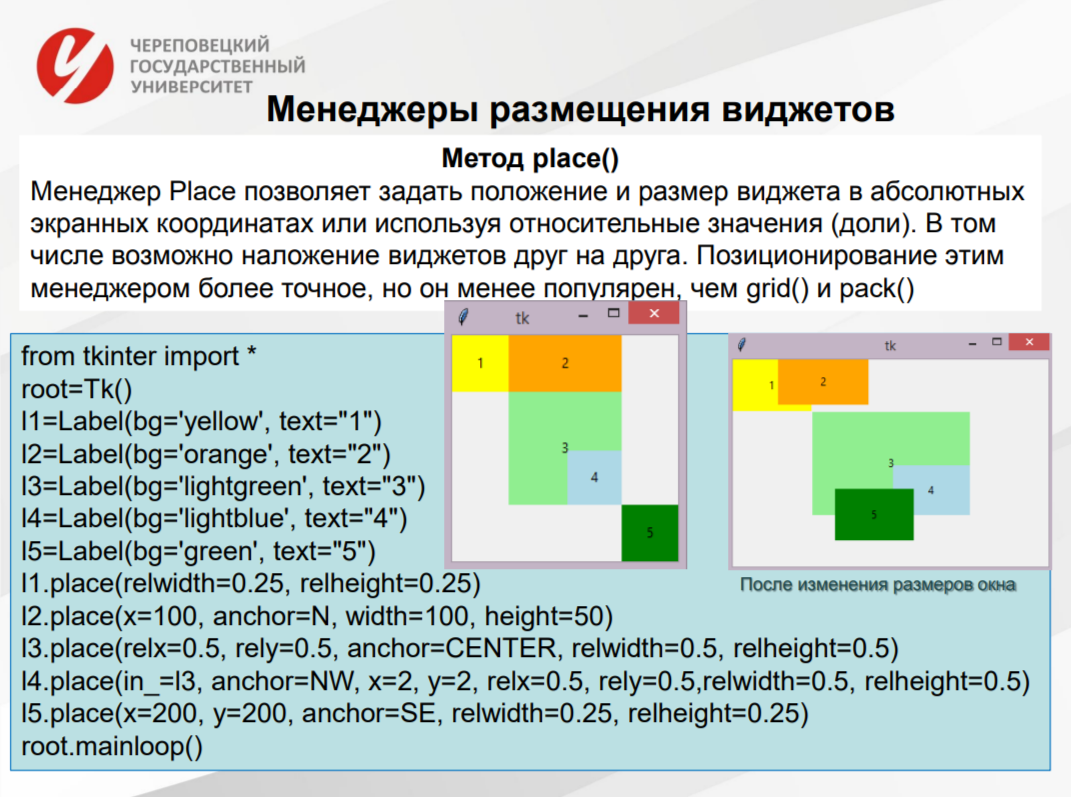 ЧЕРЕПОВЕЦКИЙ
ГОСУДАРСТВЕННЫЙ
УНИВЕРСИТЕТ
Менеджеры размещения виджетов
Метод place()
Менеджер Place позволяет задать положение и размер виджета в абсолютных
экранных координатах или используя относительные значения (доли). В том
числе возможно наложение виджетов друг на друга. Позиционирование этим
менеджером более точное, но он менее популярен, чем grid() и pack()
from tkinter import *
root=Tk()
l1=Label(bg='yellow', text="1")
l2=Label(bg='orange', text="2")
l3=Label(bg='lightgreen', text="3")
l4=Label(bg='lightblue', text="4")
l5=Label(bg='green', text="5")
l1.place(relwidth=0.25, relheight=0.25)
l2.place(x=100, anchor=N, width=100, height=50)
l3.place(relx=0.5, rely=0.5, anchor=CENTER, relwidth=0.5, relheight=0.5)
l4.place(in_=l3, anchor=NW, x=2, y=2, relx=0.5, rely=0.5,relwidth=0.5, relheight=0.5)
l5.place(x=200, y=200, anchor=SE, relwidth=0.25, relheight=0.25)
root.mainloop()
tk
1
2
3
4
5
tk
1
2
3
4
5
После изменения размеров окна